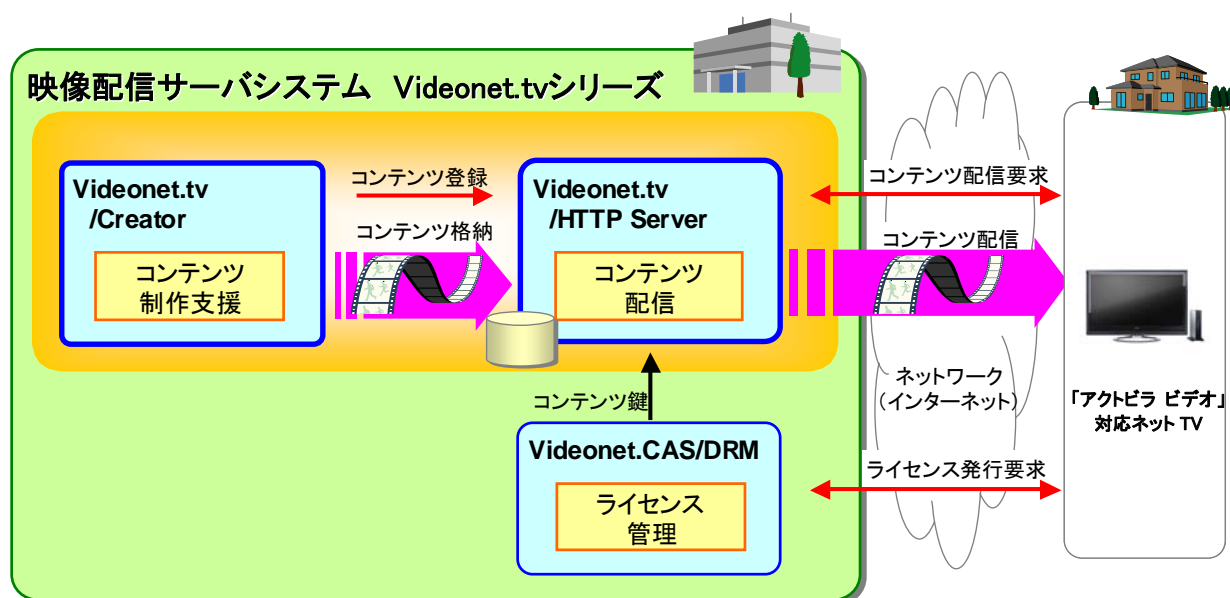 映像配信サーバシステム Videonet.tvシリーズ
Videonet.tv
/Creator
コンテンツ
制作支援
コンテンツ登録
コンテンツ格納
Videonet.tv
/HTTP Server
コンテンツ
配信
コンテンツ鍵
Videonet.CAS/DRM
ライセンス
管理
コンテンツ配信要求
コンテンツ配信
ネットワーク
（インターネット）
ライセンス発行要求
「アクトビラ ビデオ」
対応ネット TV